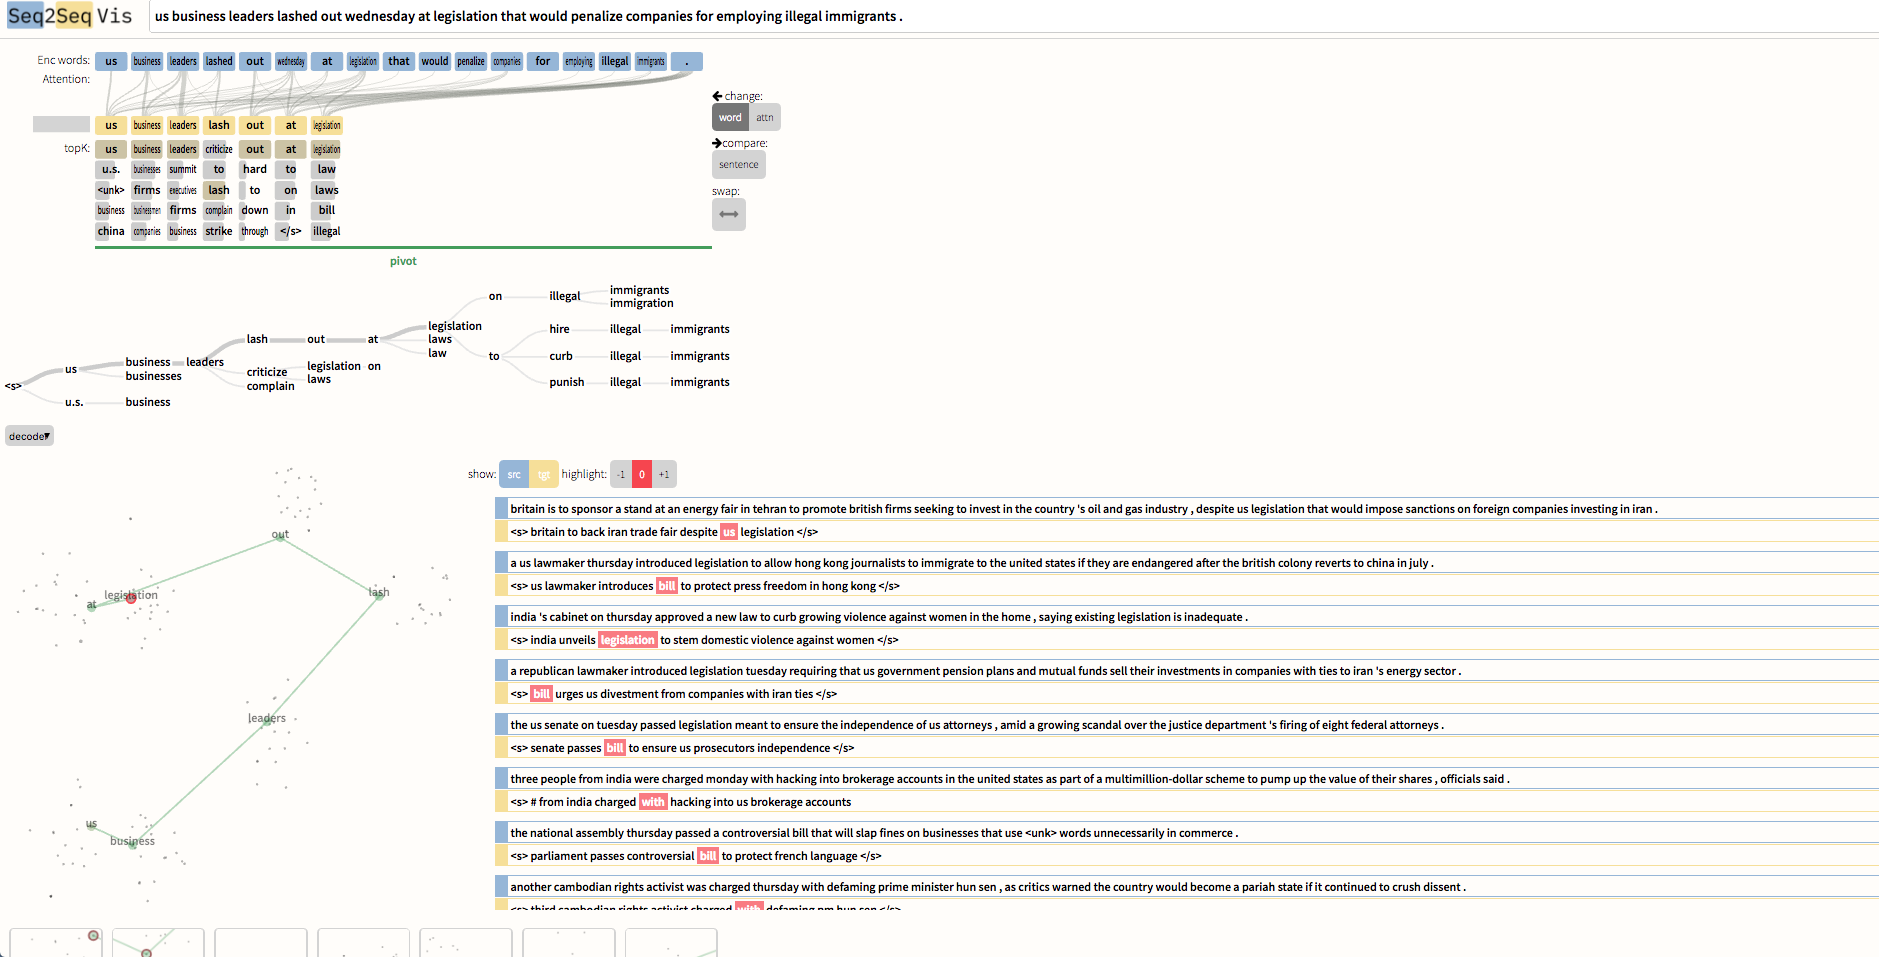 Seq2Seq Vis us business leaders lashed out wednesday at legislation that would penalize companies for employing illegal immigrants .
Enc words: us business leaders lashed out wednesday at legislation that would penalize companies for employing illegal immigrants .
Attention:
← change:
word attn
us business leaders lash out at legislation
→compare:
topK: us business leaders criticize out at legislation
sentence
u.s. businesses summit to hard to law
<unk> firms executives lash to on laws
swap:
business businessmen firms complain down in bill
china companies business strike through </s> illegal
pivot
immigrants
on illegal
immigration
legislation
hire illegal immigrants
lash out at laws
law
to curb illegal immigrants
us business leaders
businesses
criticize legislation on
complain laws
punish illegal immigrants
<s>
u.s. business
decode▾
show: src tgt highlight: -1 0 +1
britain is to sponsor a stand at an energy fair in tehran to promote british firms seeking to invest in the country 's oil and gas industry , despite us legislation that would impose sanctions on foreign companies investing in iran .
<s> britain to back iran trade fair despite us legislation </s>
a us lawmaker thursday introduced legislation to allow hong kong journalists to immigrate to the united states if they are endangered after the british colony reverts to china in july .
<s> us lawmaker introduces bill to protect press freedom in hong kong </s>
india 's cabinet on thursday approved a new law to curb growing violence against women in the home , saying existing legislation is inadequate .
<s> india unveils legislation to stem domestic violence against women </s>
a republican lawmaker introduced legislation tuesday requiring that us government pension plans and mutual funds sell their investments in companies with ties to iran 's energy sector .
<s> bill urges us divestment from companies with iran ties </s>
the us senate on tuesday passed legislation meant to ensure the independence of us attorneys , amid a growing scandal over the justice department 's firing of eight federal attorneys .
<s> senate passes bill to ensure us prosecutors independence </s>
three people from india were charged monday with hacking into brokerage accounts in the united states as part of a multimillion-dollar scheme to pump up the value of their shares , officials said .
<s> # from india charged with hacking into us brokerage accounts
the national assembly thursday passed a controversial bill that will slap fines on businesses that use <unk> words unnecessarily in commerce .
<s> parliament passes controversial bill to protect french language </s>
another cambodian rights activist was charged thursday with defaming prime minister hun sen , as critics warned the country would become a pariah state if it continued to crush dissent .
<s> third cambodian rights activist charged with defaming pm hun sen </s>
out
legislation
at
lash
leaders
us
business